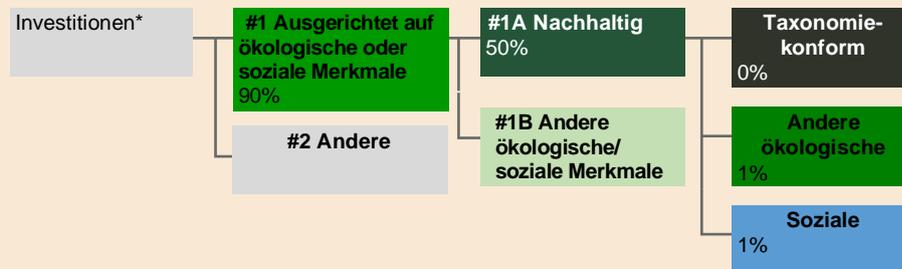 Investitionen*
#1 Ausgerichtet auf
ökologische oder
soziale Merkmale
90%
#2 Andere
#1A Nachhaltig
50%
#1B Andere
ökologische/
soziale Merkmale
Taxonomie-
konform
0%
Andere
ökologische
1%
Soziale
1%